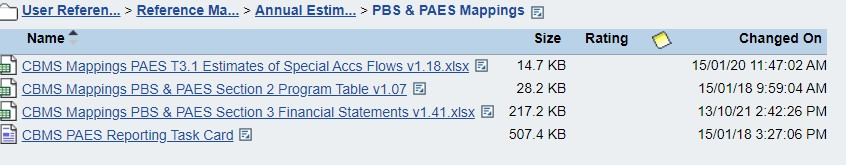 User Referen... > Reference Ma... > Annual Estim... > PBS & PAES Mappings
Name Size Rating Changed On
CBMS Mappings PAES T3.1 Estimates of Special Accs Flows v1.18.xlsx 14.7 KB 15/01/20 11:47:02 AM
CBMS Mappings PBS & PAES Section 2 Program Table v1.07 28.2 KB 15/01/18 9:59:04 AM
CBMS Mappings PBS & PAES Section 3 Financial Statements v1.41.xlsx 217.2 KB 13/10/21 2:42:26 PM
CBMS PAES Reporting Task Card 507.4 KB 15/01/18 3:27:06 PM